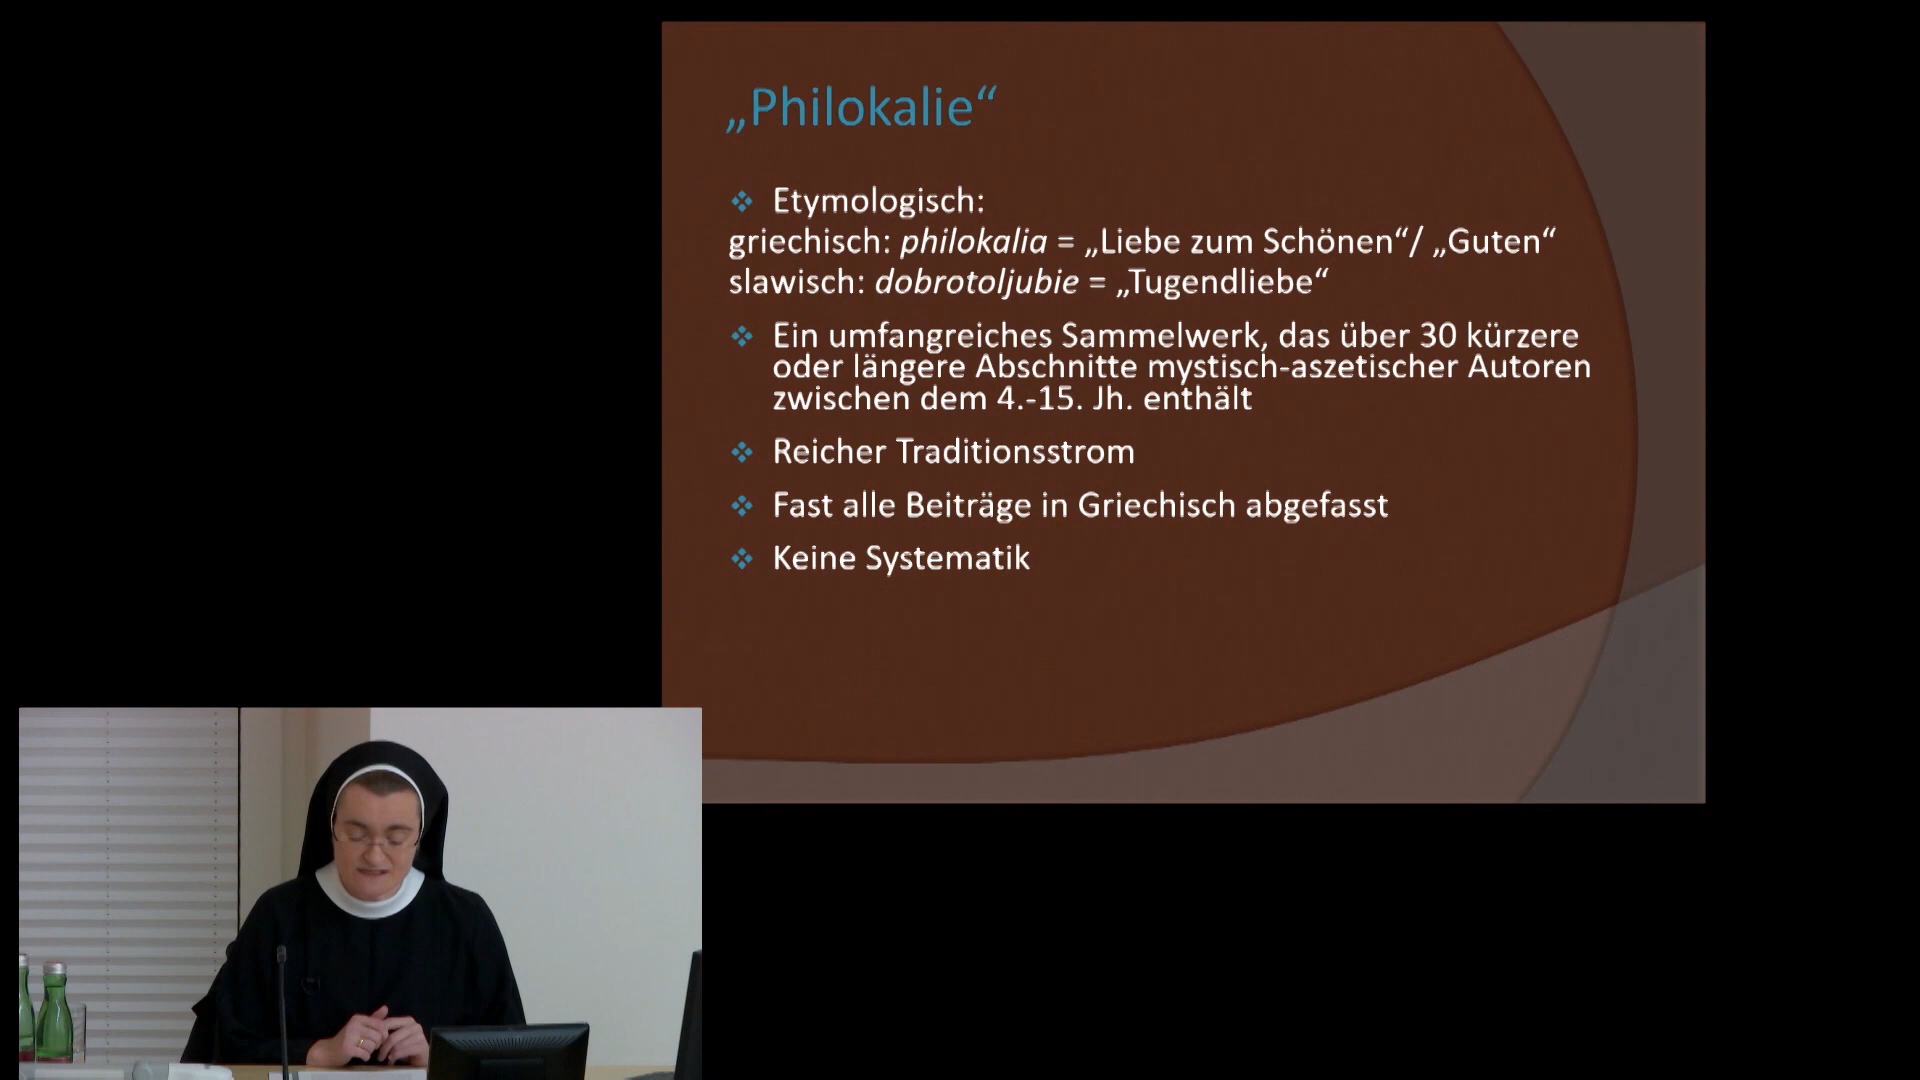 „Philokalie“
Etymologisch:
griechisch: philokalia = „Liebe zum Schönen“/ „Guten“
slawisch: dobrotoljubie = „Tugendliebe“
Ein umfangreiches Sammelwerk, das über 30 kürzere
oder längere Abschnitte mystisch-aszetischer Autoren
zwischen dem 4.-15. Jh. enthält
Reicher Traditionsstrom
Fast alle Beiträge in Griechisch abgefasst
Keine Systematik